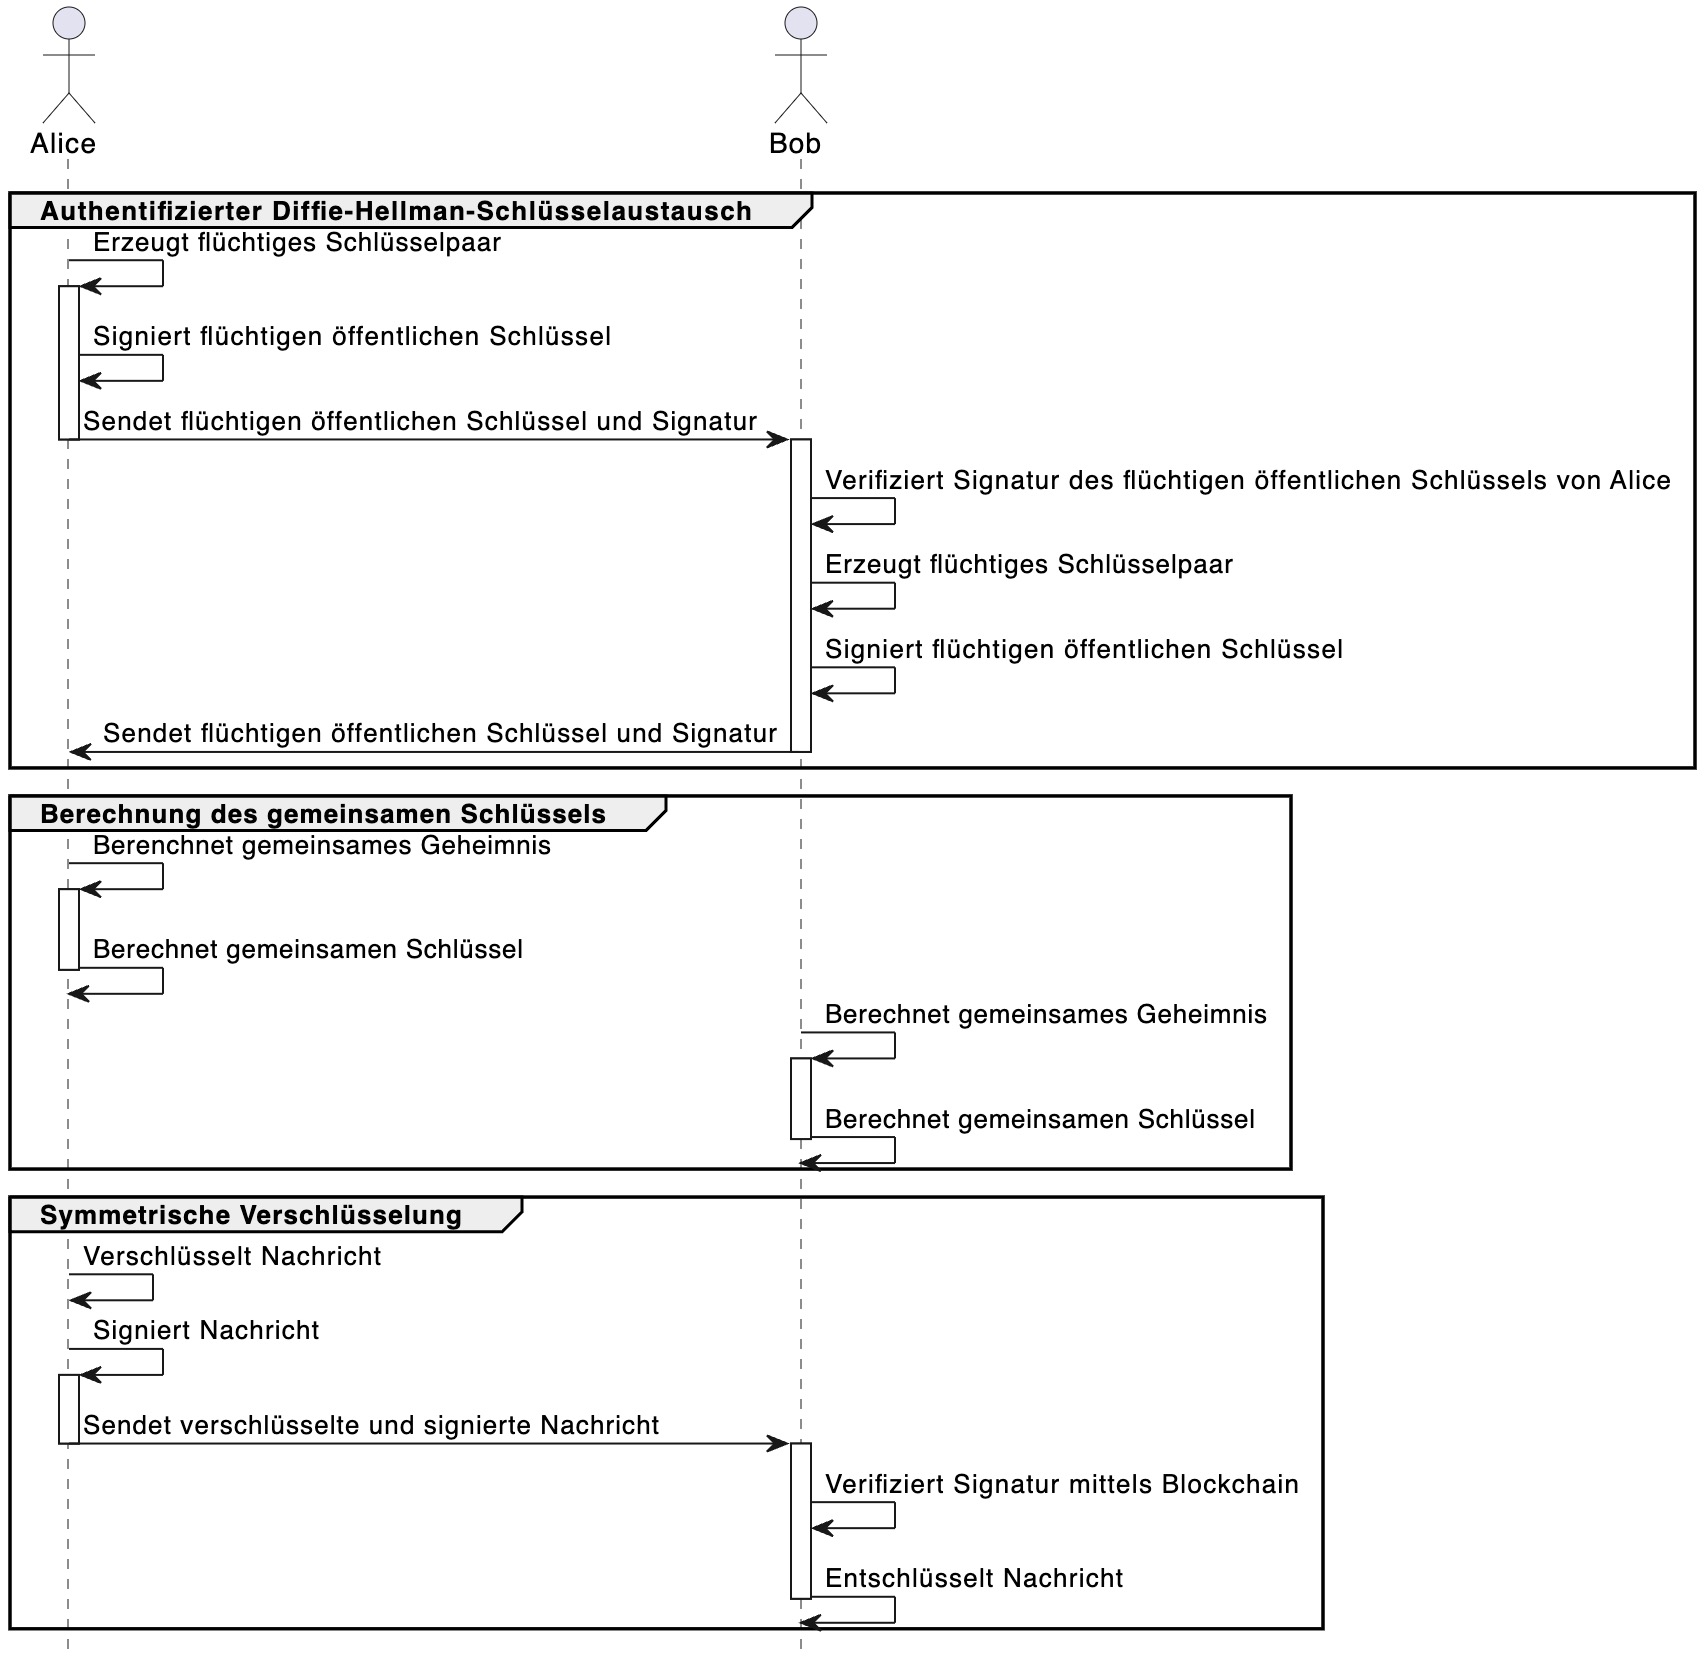 Alice
Bob
Authentifizierter Diffie-Hellman-Schlüsselaustausch
Erzeugt flüchtiges Schlüsselpaar
Signiert flüchtigen öffentlichen Schlüssel
Sendet flüchtigen öffentlichen Schlüssel und Signatur
Verifiziert Signatur des flüchtigen öffentlichen Schlüssels von Alice
Erzeugt flüchtiges Schlüsselpaar
Signiert flüchtigen öffentlichen Schlüssel
Sendet flüchtigen öffentlichen Schlüssel und Signatur
Berechnung des gemeinsamen Schlüssels
Berenchnet gemeinsames Geheimnis
Berechnet gemeinsamen Schlüssel
Berechnet gemeinsames Geheimnis
Berechnet gemeinsamen Schlüssel
Symmetrische Verschlüsselung
Verschlüsselt Nachricht
Signiert Nachricht
Sendet verschlüsselte und signierte Nachricht
Verifiziert Signatur mittels Blockchain
Entschlüsselt Nachricht